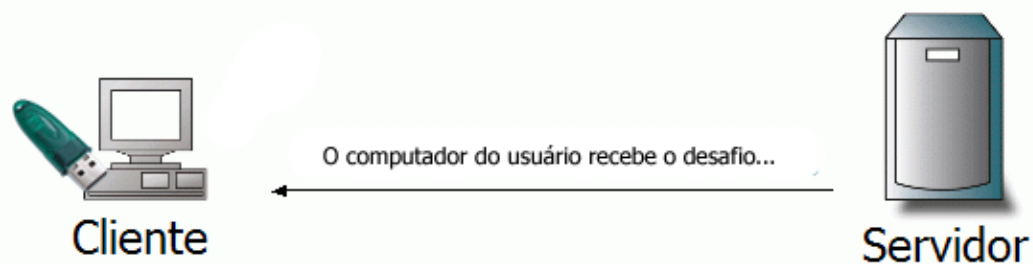 O computador do usuário recebe o desafio...
Cliente
Servidor